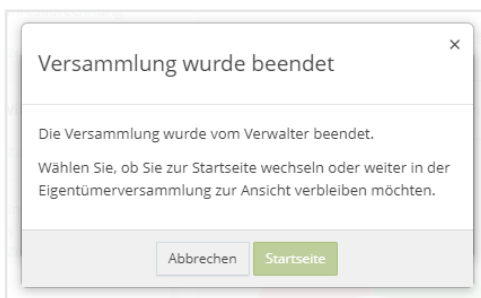 Versammlung wurde beendet
×
Die Versammlung wurde vom Verwalter beendet.
Wählen Sie, ob Sie zur Startseite wechseln oder weiter in der
Eigentümerversammlung zur Ansicht verbleiben möchten.
Abbrechen
Startseite